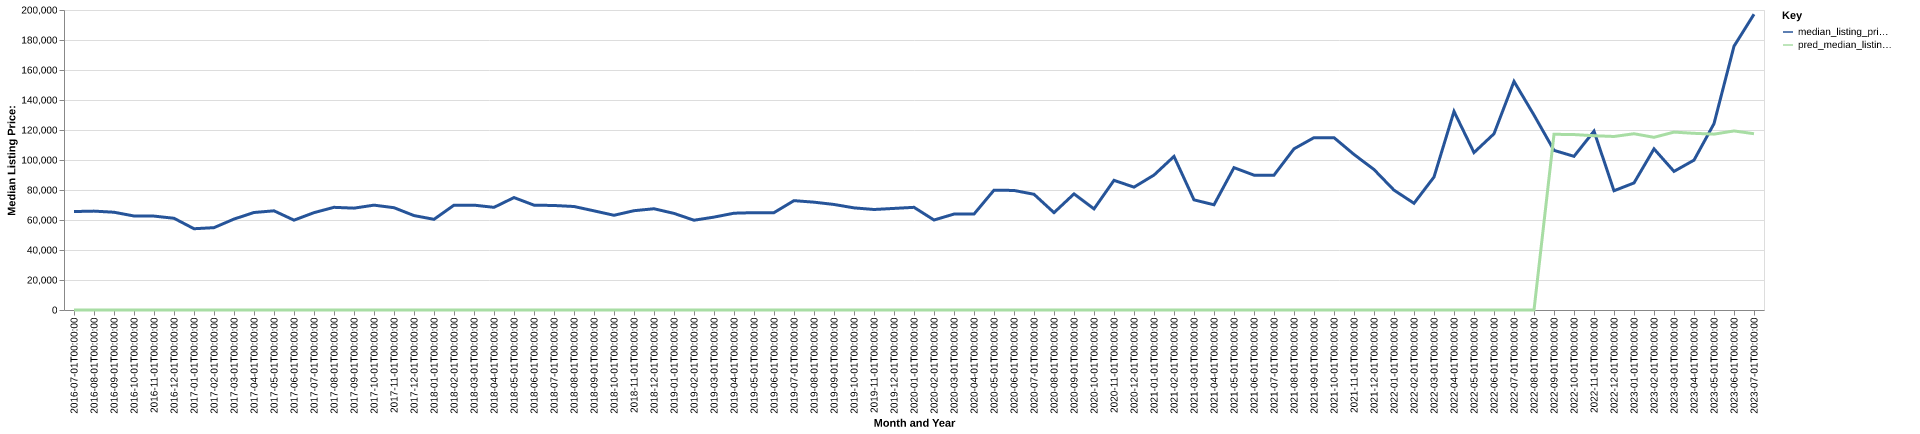 200,000
180,000
160,000
140,000
120,000
100,000
80,000
60,000
40,000
20,000
0
Median Listing Price:
2016-07-01T00:00:00
2016-08-01T00:00:00
2016-09-01T00:00:00
2016-10-01T00:00:00
2016-11-01T00:00:00
2016-12-01T00:00:00
2017-01-01T00:00:00
2017-02-01T00:00:00
2017-03-01T00:00:00
2017-04-01T00:00:00
2017-05-01T00:00:00
2017-06-01T00:00:00
2017-07-01T00:00:00
2017-08-01T00:00:00
2017-09-01T00:00:00
2017-10-01T00:00:00
2017-11-01T00:00:00
2017-12-01T00:00:00
2018-01-01T00:00:00
2018-02-01T00:00:00
2018-03-01T00:00:00
2018-04-01T00:00:00
2018-05-01T00:00:00
2018-06-01T00:00:00
2018-07-01T00:00:00
2018-08-01T00:00:00
2018-09-01T00:00:00
2018-10-01T00:00:00
2018-11-01T00:00:00
2018-12-01T00:00:00
2019-01-01T00:00:00
2019-02-01T00:00:00
2019-03-01T00:00:00
2019-04-01T00:00:00
2019-05-01T00:00:00
2019-06-01T00:00:00
2019-07-01T00:00:00
2019-08-01T00:00:00
2019-09-01T00:00:00
2019-10-01T00:00:00
2019-11-01T00:00:00
2019-12-01T00:00:00
2020-01-01T00:00:00
2020-02-01T00:00:00
2020-03-01T00:00:00
2020-04-01T00:00:00
2020-05-01T00:00:00
2020-06-01T00:00:00
2020-07-01T00:00:00
2020-08-01T00:00:00
2020-09-01T00:00:00
2020-10-01T00:00:00
2020-11-01T00:00:00
2020-12-01T00:00:00
2021-01-01T00:00:00
2021-02-01T00:00:00
2021-03-01T00:00:00
2021-04-01T00:00:00
2021-05-01T00:00:00
2021-06-01T00:00:00
2021-07-01T00:00:00
2021-08-01T00:00:00
2021-09-01T00:00:00
2021-10-01T00:00:00
2021-11-01T00:00:00
2021-12-01T00:00:00
2022-01-01T00:00:00
2022-02-01T00:00:00
2022-03-01T00:00:00
2022-04-01T00:00:00
2022-05-01T00:00:00
2022-06-01T00:00:00
2022-07-01T00:00:00
2022-08-01T00:00:00
2022-09-01T00:00:00
2022-10-01T00:00:00
2022-11-01T00:00:00
2022-12-01T00:00:00
2023-01-01T00:00:00
2023-02-01T00:00:00
2023-03-01T00:00:00
2023-04-01T00:00:00
2023-05-01T00:00:00
2023-06-01T00:00:00
2023-07-01T00:00:00
Month and Year
Key
median_listing_pri…
pred_median_listin…